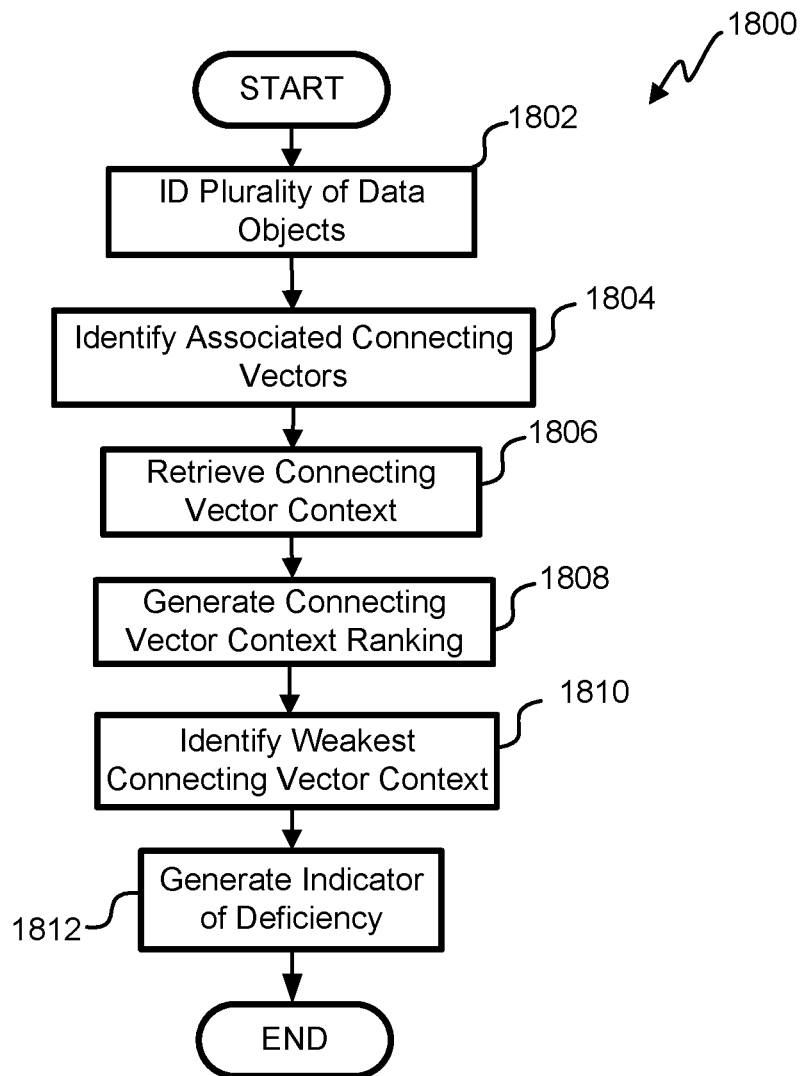 1800
START
1802
ID Plurality of Data
Objects
1804
Identify Associated Connecting
Vectors
1806
Retrieve Connecting
Vector Context
1808
Generate Connecting
Vector Context Ranking
1810
Identify Weakest
Connecting Vector Context
Generate Indicator
of Deficiency
1812
END